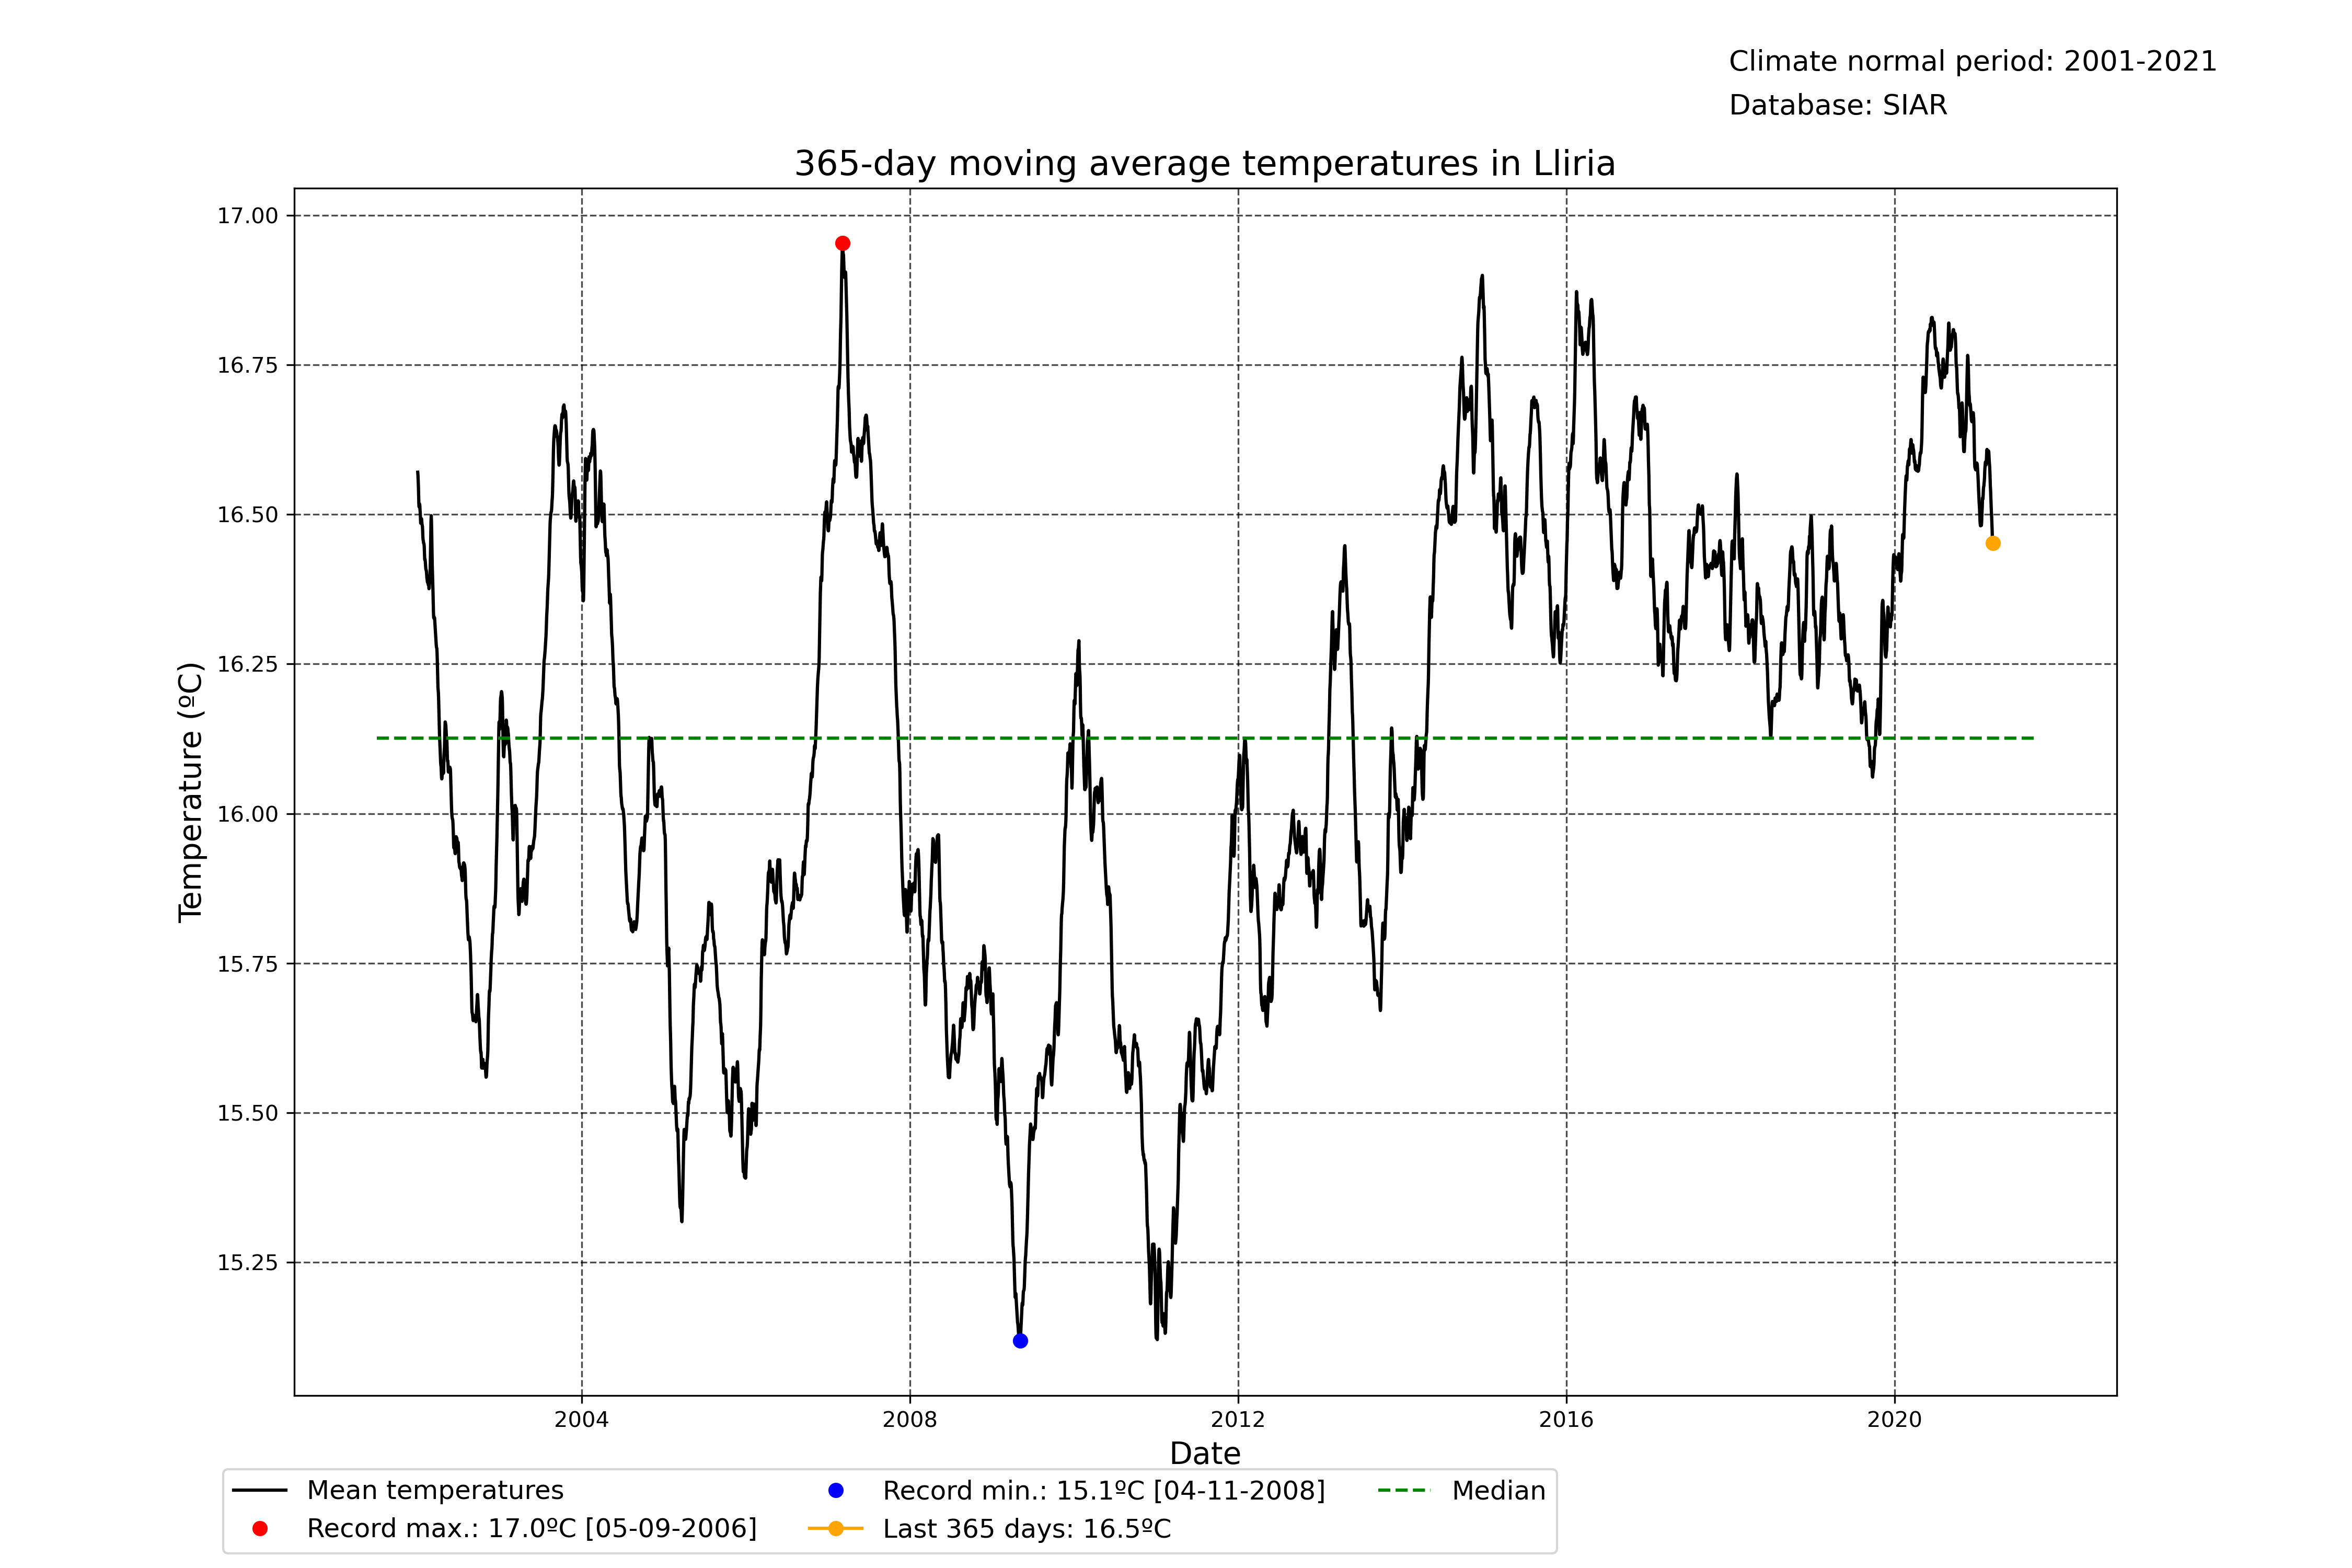 Climate normal period: 2001-2021
Database: SIAR
365-day moving average temperatures in Lliria
17.00
16.75
16.50
16.25
16.00
15.75
15.50
15.25
Temperature (ºC)
2004 2008 2012 2016 2020
Date
Mean temperatures
Record max.: 17.0ºC [05-09-2006]
Record min.: 15.1ºC [04-11-2008]
Last 365 days: 16.5ºC
Median